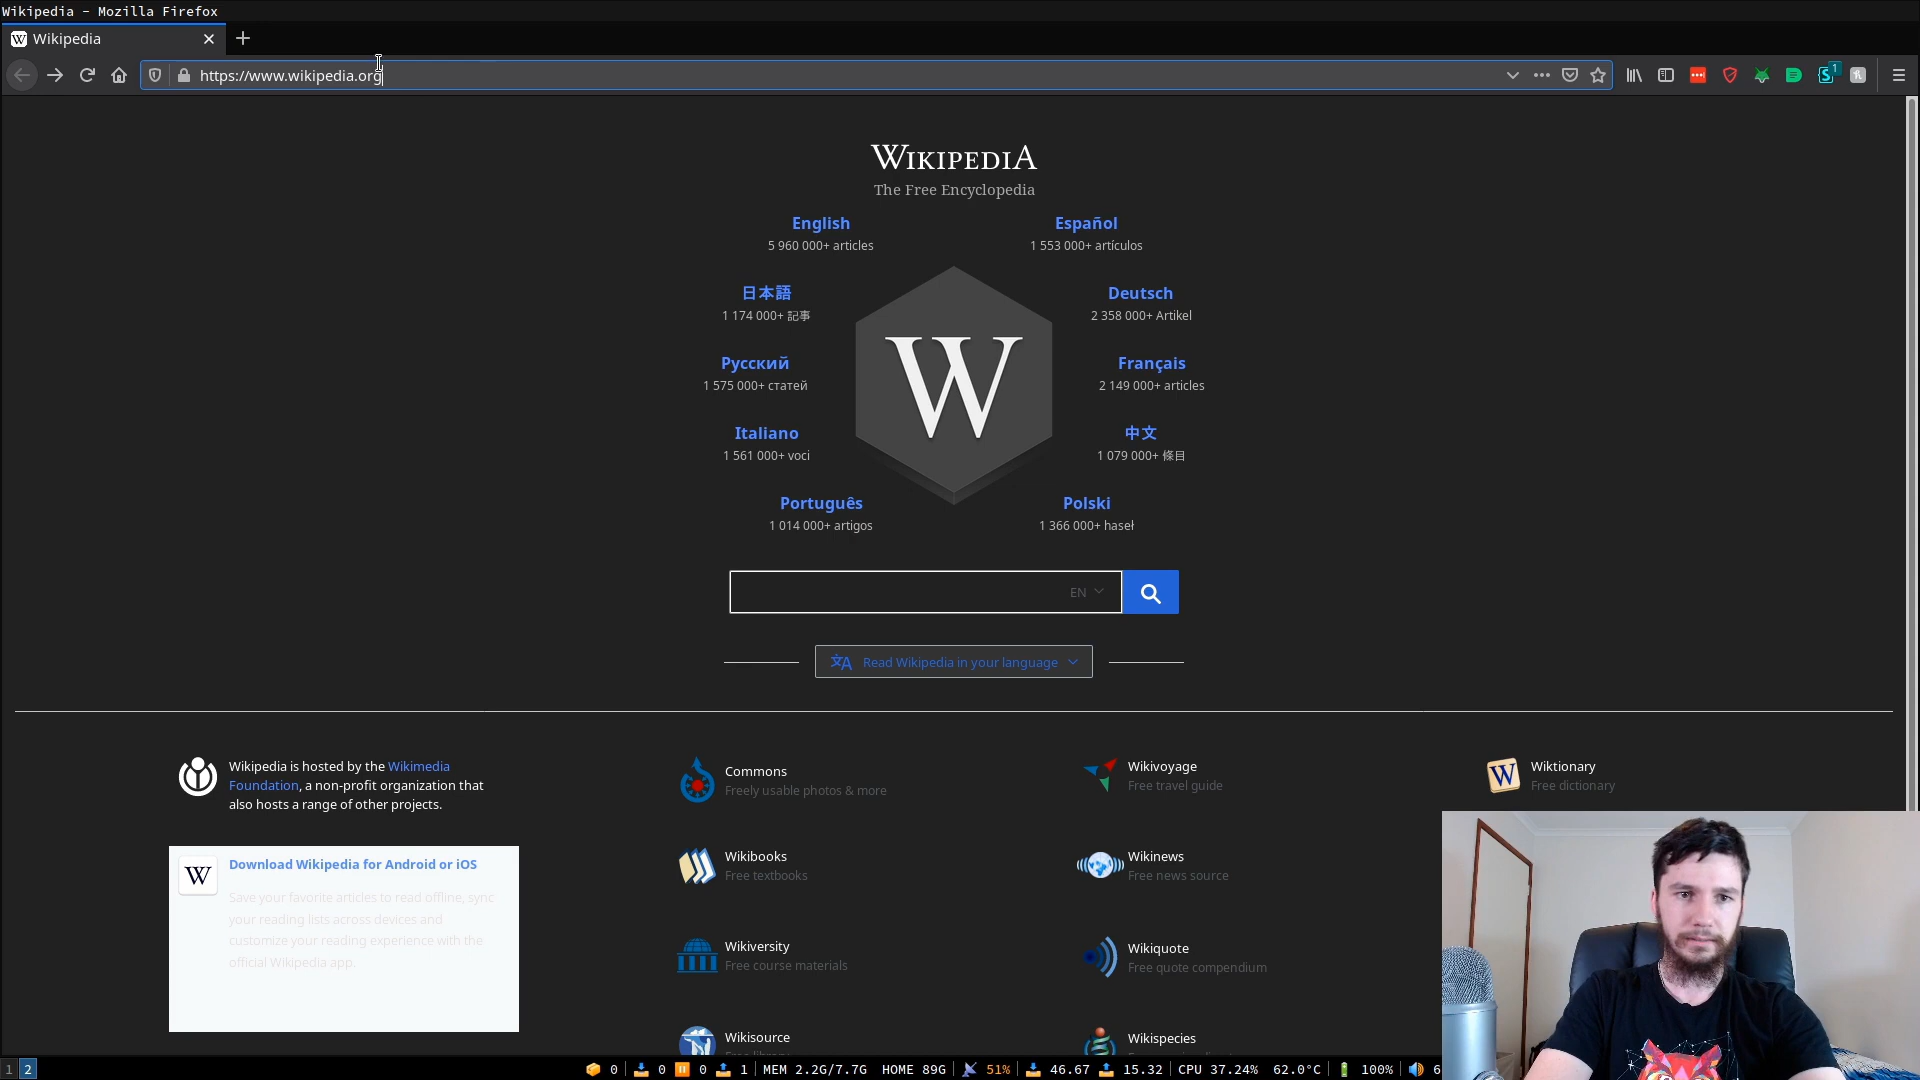 Wikipedia - Mozilla Firefox
Wikipedia
https://www.wikipedia.org
1
WIKIPEDIA
The Free Encyclopedia
English
5 960 000+ articles
Español
1 553 000+ artículos
日本語
1 174 000+ 記事
Deutsch
2 358 000+ Artikel
Русский
1 575 000+ статей
Français
2 149 000+ articles
W
Italiano
1 561 000+ voci
中文
1 079 000+ 條目
Português
1 014 000+ artigos
Polski
1 366 000+ haseł
EN
Read Wikipedia in your language
Wikipedia is hosted by the Wikimedia
Foundation, a non-profit organization that
also hosts a range of other projects.
Download Wikipedia for Android or iOS
Save your favorite articles to read offline, sync
your reading lists across devices and
customize your reading experience with the
official Wikipedia app.
Commons
Freely usable photos & more
Wikivoyage
Free travel guide
Wiktionary
Free dictionary
Wikibooks
Free textbooks
Wikinews
Free news source
Wikiversity
Free course materials
Wikiquote
Free quote compendium
Wikisource
Wikispecies
1 2
0 0 0 1 MEM 2.2G/7.7G HOME 89G 51% 46.67 15.32 CPU 37.24% 62.0°C 100% 6